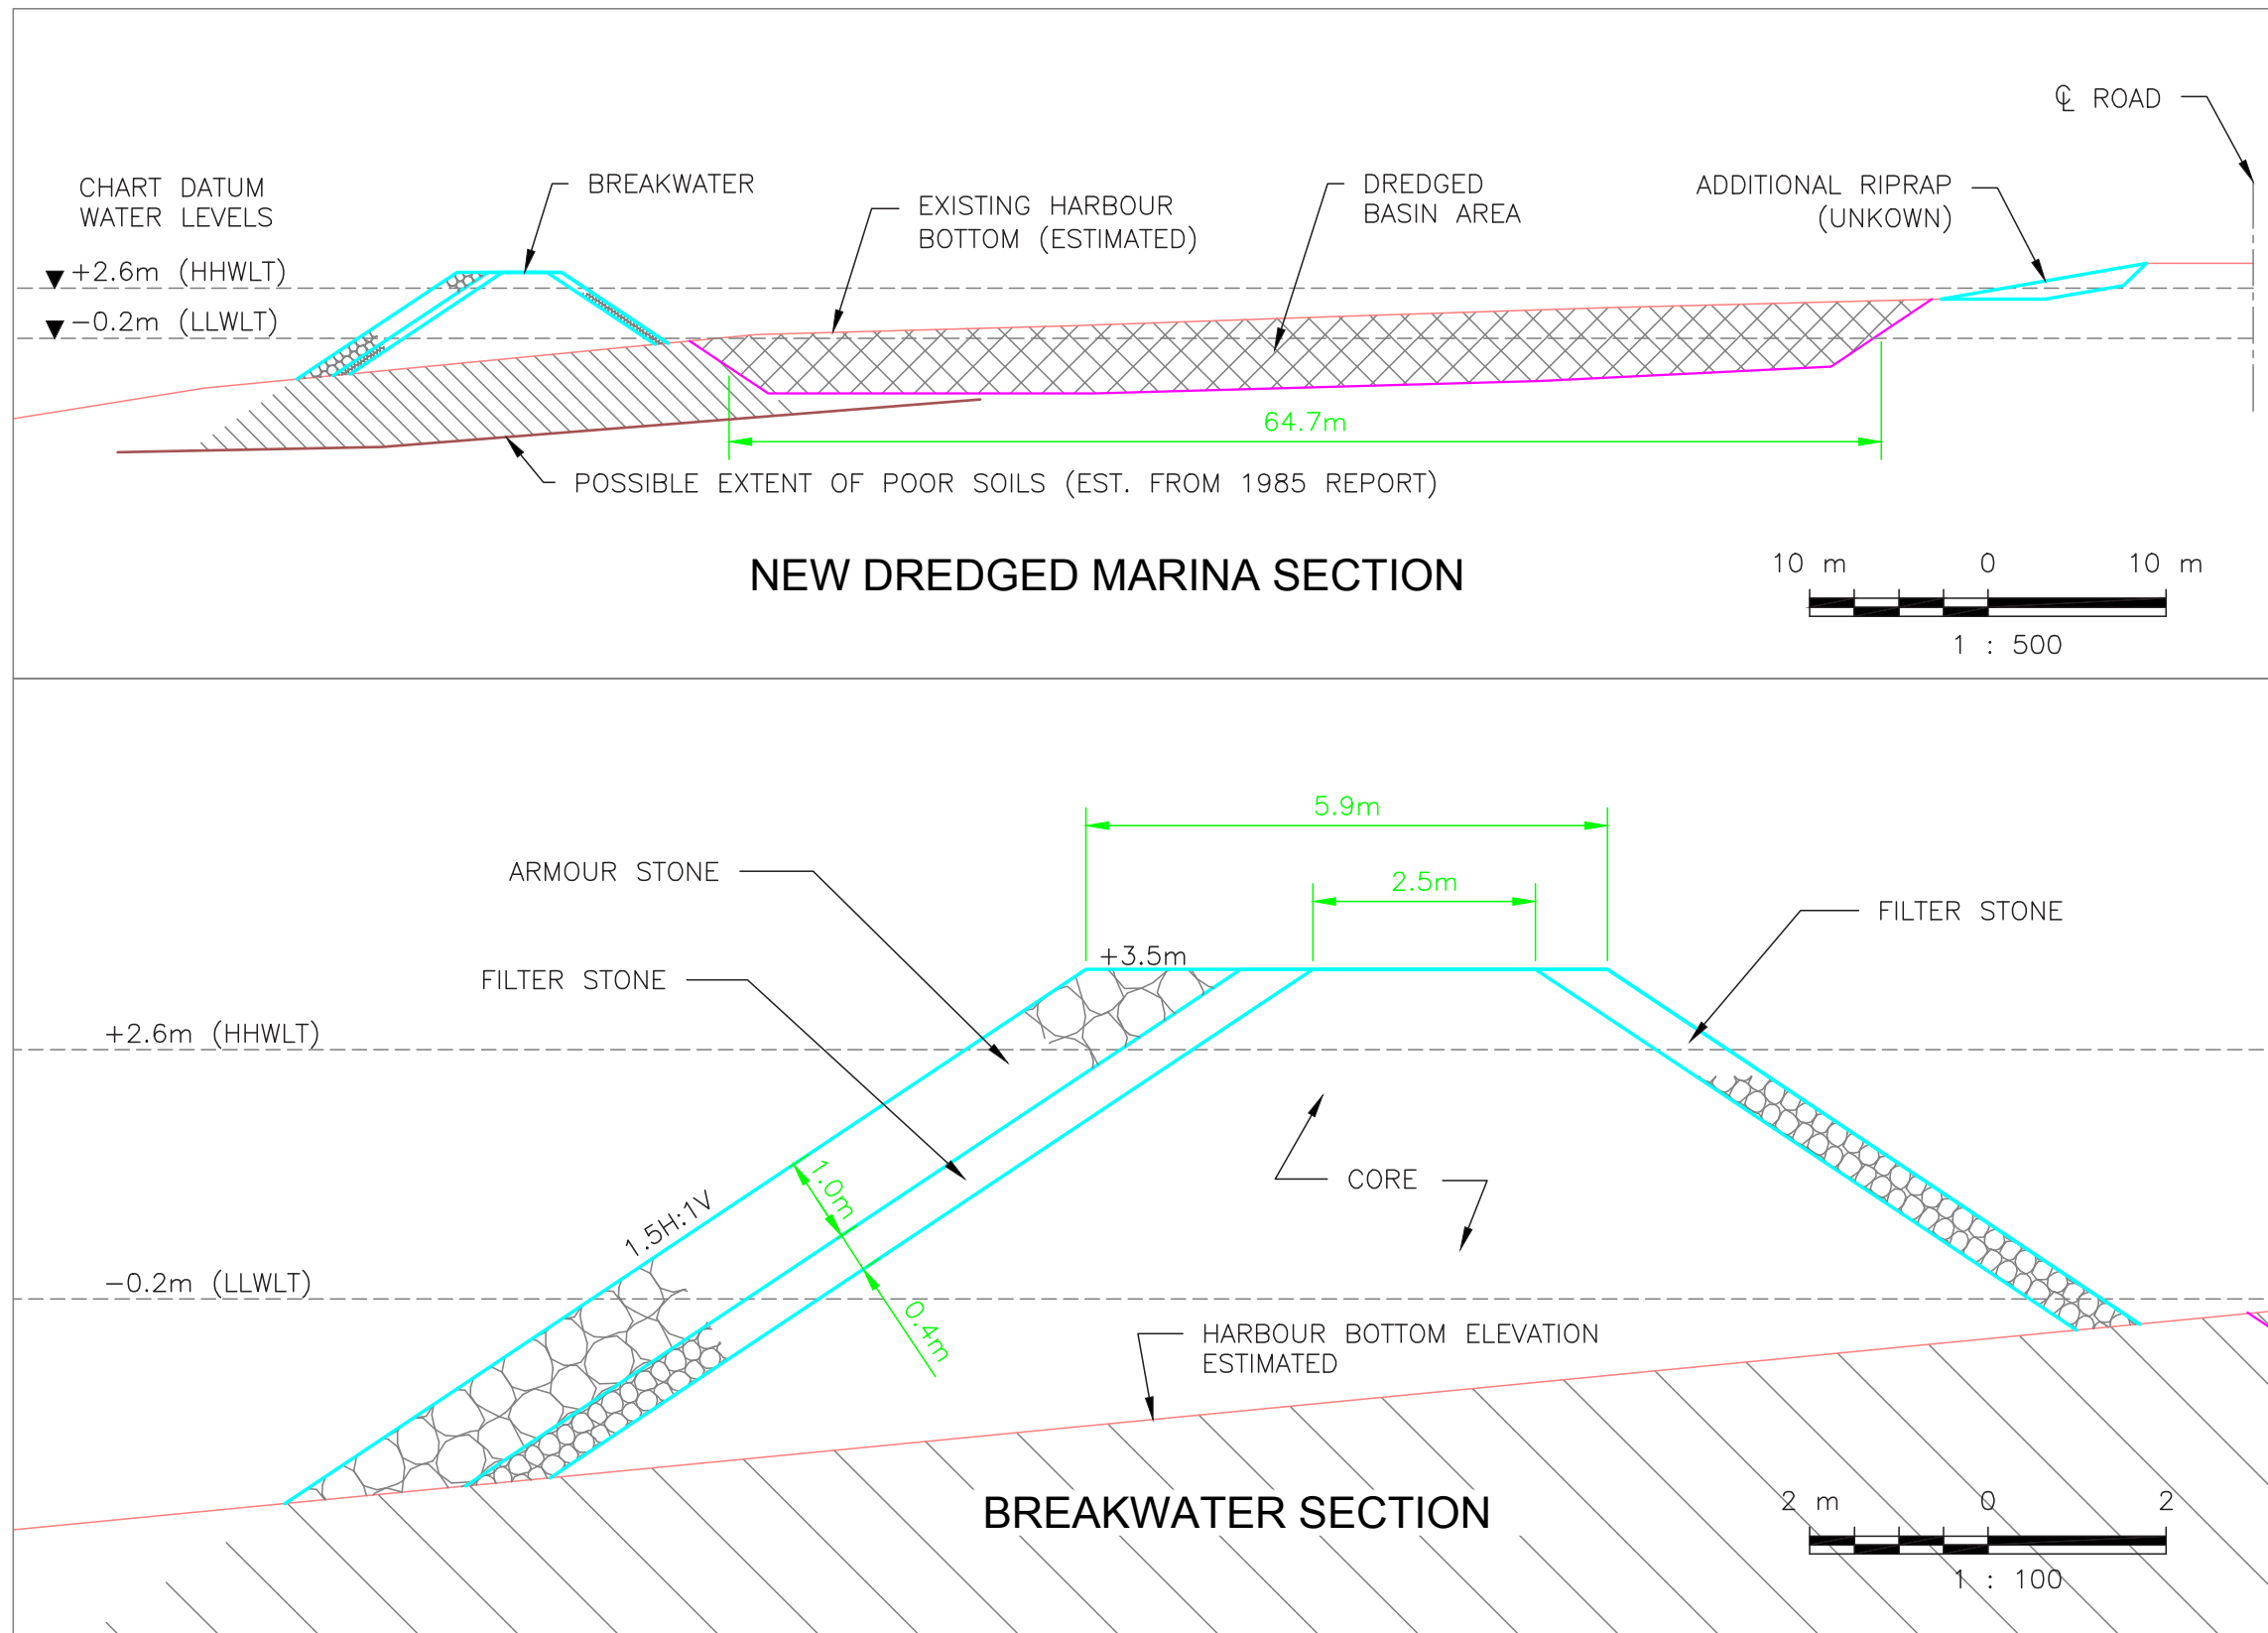 ℄ ROAD
CHART DATUM
WATER LEVELS
BREAKWATER
EXISTING HARBOUR
BOTTOM (ESTIMATED)
DREDGED
BASIN AREA
ADDITIONAL RIPRAP
(UNKOWN)
+2.6m (HHWLT)
-0.2m (LLWLT)
64.7m
POSSIBLE EXTENT OF POOR SOILS (EST. FROM 1985 REPORT)
NEW DREDGED MARINA SECTION
10 m 0 10 m
1 : 500
5.9m
ARMOUR STONE
2.5m
FILTER STONE
+3.5m
FILTER STONE
+2.6m (HHWLT)
1.0m
CORE
1.5H:1V
-0.2m (LLWLT)
0.4m
HARBOUR BOTTOM ELEVATION
ESTIMATED
BREAKWATER SECTION
2 m 0 2
1 : 100